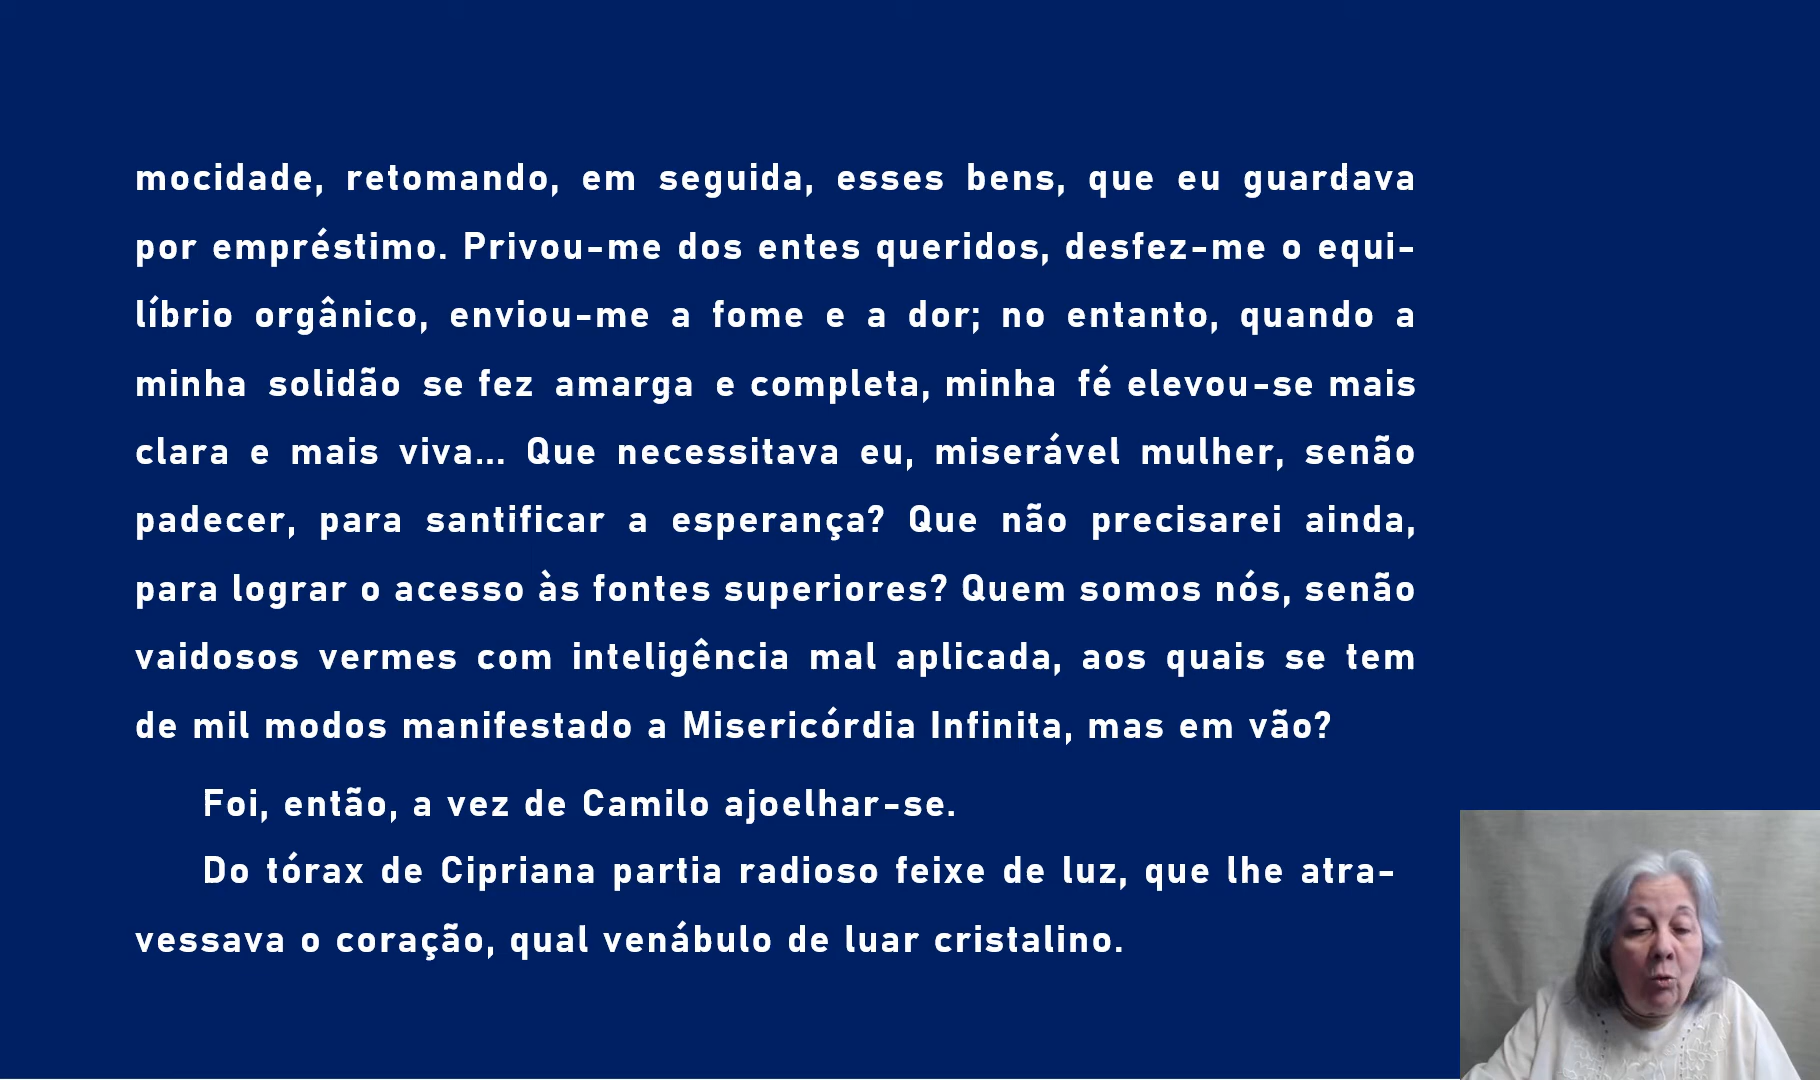 mocidade, retomando, em seguida, esses bens, que eu guardava
por empréstimo. Privou-me dos entes queridos, desfez-me o equi-
líbrio orgânico, enviou-me a fome e a dor; no entanto, quando a
minha solidão se fez amarga e completa, minha fé elevou-se mais
clara e mais viva... Que necessitava eu, miserável mulher, senão
padecer, para santificar a esperança? Que não precisarei ainda,
para lograr o acesso às fontes superiores? Quem somos nós, senão
vaidosos vermes com inteligência mal aplicada, aos quais se tem
de mil modos manifestado a Misericórdia Infinita, mas em vão?
Foi, então, a vez de Camilo ajoelhar-se.
Do tórax de Cipriana partia radioso feixe de luz, que lhe atra-
vessava o coração, qual venábulo de luar cristalino.